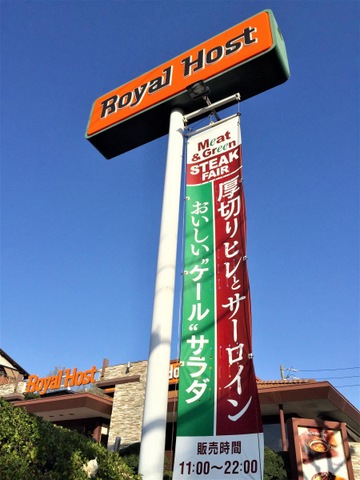 Royal Host
Meat
& Green
STEAK
FAIR
厚切りヒレとサーロイン
おいしい"ケール"サラダ
販売時間
11:00〜22:00
Royal Host